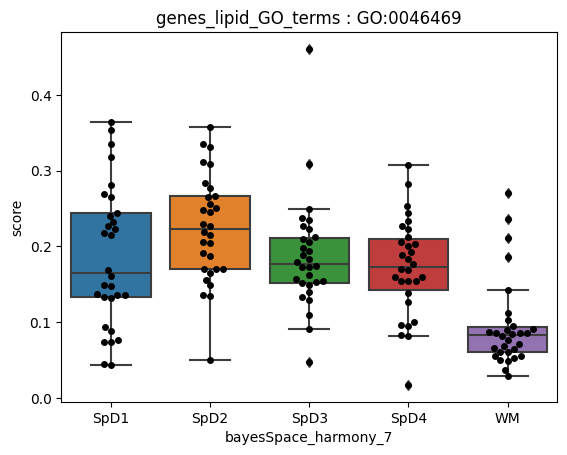 genes_lipid_GO_terms : GO:0046469
score
0.4
0.3
0.2
0.1
0.0
SpD1 SpD2 SpD3 SpD4 WM
bayesSpace_harmony_7